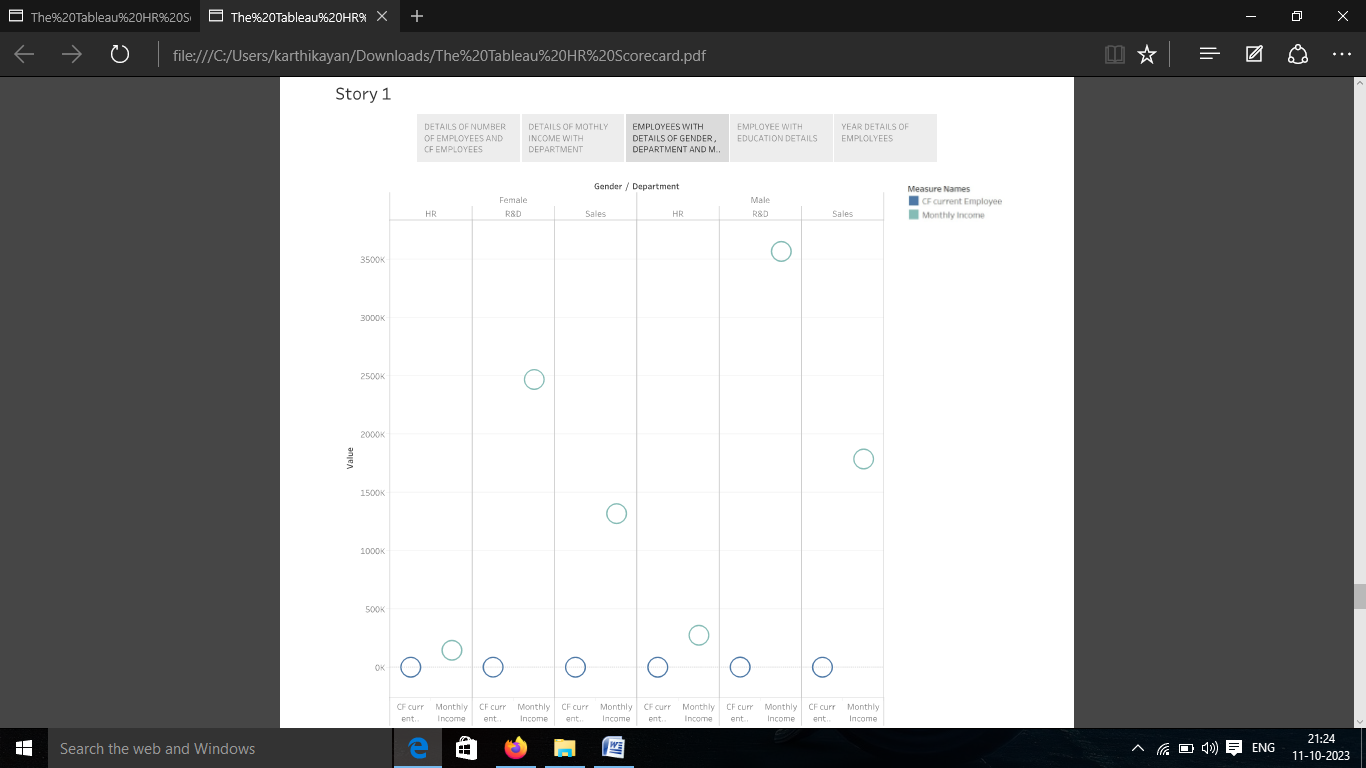 The%20Tableau%20HR%20S
The%20Tableau%20HR%
file:///C:/Users/karthikayan/Downloads/The%20Tableau%20HR%20Scorecard.pdf
Story 1
DETAILS OF NUMBER
OF EMPLOYEES AND
CF EMPLOYEES
DETAILS OF MOTHLY
INCOME WITH
DEPARTMENT
EMPLOYEES WITH
DETAILS OF GENDER ,
DEPARTMENT AND M..
EMPLOYEE WITH
EDUCATION DETAILS
YEAR DETAILS OF
EMPLOLYEES
Gender / Department
Female Male
HR R&D Sales HR R&D Sales
Measure Names
CF current Employee
Monthly Income
3500K
3000K
2500K
2000K
1500K
1000K
500K
0K
Value
CF curr Monthly CF curr Monthly CF curr Monthly CF curr Monthly CF curr Monthly CF curr Monthly
ent.. Income ent.. Income ent.. Income ent.. Income ent.. Income ent.. Income
Search the web and Windows
ENG
21:24
11-10-2023